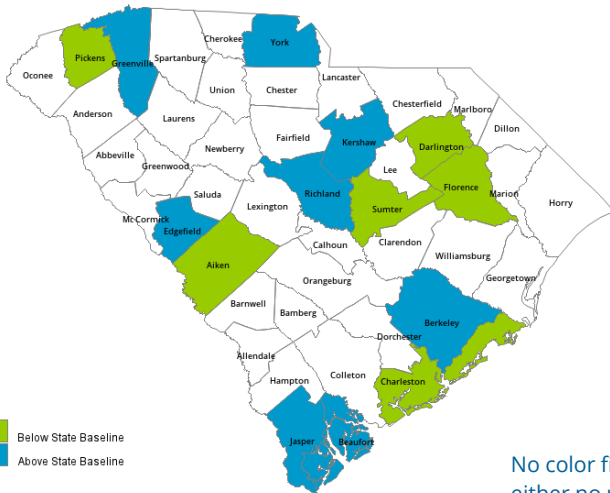 Cherokee
York
Pickens
Greenville
Spartanburg
Oconee
Lancaster
Union
Chester
Chesterfield
Marlboro
Anderson
Laurens
Dillon
Fairfield
Kershaw
Darlington
Newberry
Abbeville
Greenwood
Lee
Florence
Marion
Saluda
Richland
Horry
Lexington
Sumter
McCormick
Edgefield
Calhoun
Clarendon
Williamsburg
Aiken
Orangeburg
Georgetown
Barnwell
Bamberg
Berkeley
Dorchester
Allendale
Colleton
Hampton
Charleston
Jasper
Beaufort
Below State Baseline
Above State Baseline
No color f
either no